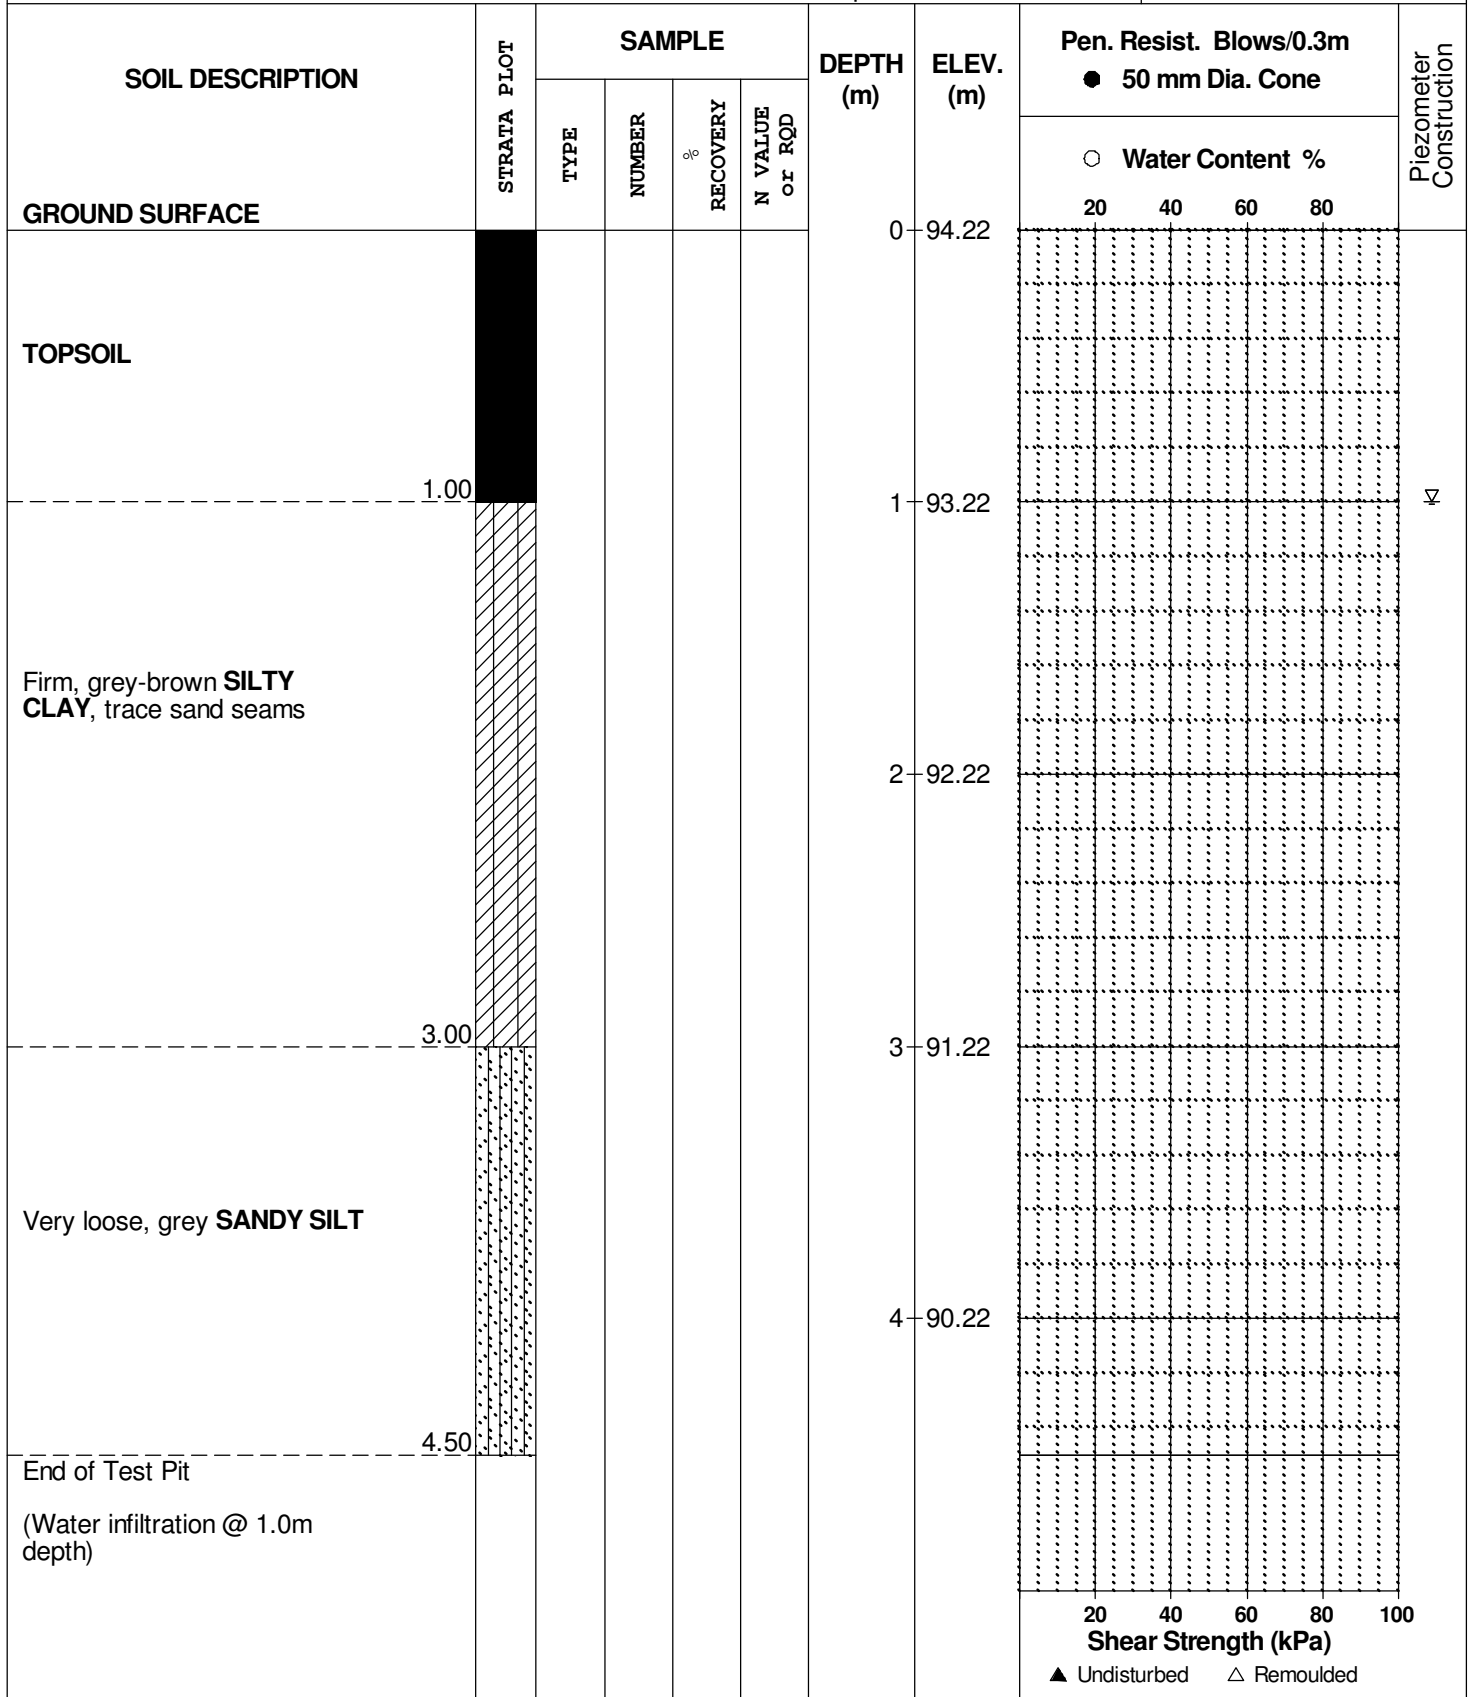 SOIL DESCRIPTION
GROUND SURFACE
STRATA PLOT
SAMPLE
TYPE
NUMBER
%
RECOVERY
N VALUE
or RQD
DEPTH
(m)
ELEV.
(m)
Pen. Resist. Blows/0.3m
● 50 mm Dia. Cone
○ Water Content %
20 40 60 80
Piezometer
Construction
0 94.22
TOPSOIL
1.00
1 93.22
Firm, grey-brown SILTY
CLAY, trace sand seams
2 92.22
3.00
3 91.22
Very loose, grey SANDY SILT
4 90.22
4.50
End of Test Pit
(Water infiltration @ 1.0m
depth)
20 40 60 80 100
Shear Strength (kPa)
▲ Undisturbed △ Remoulded